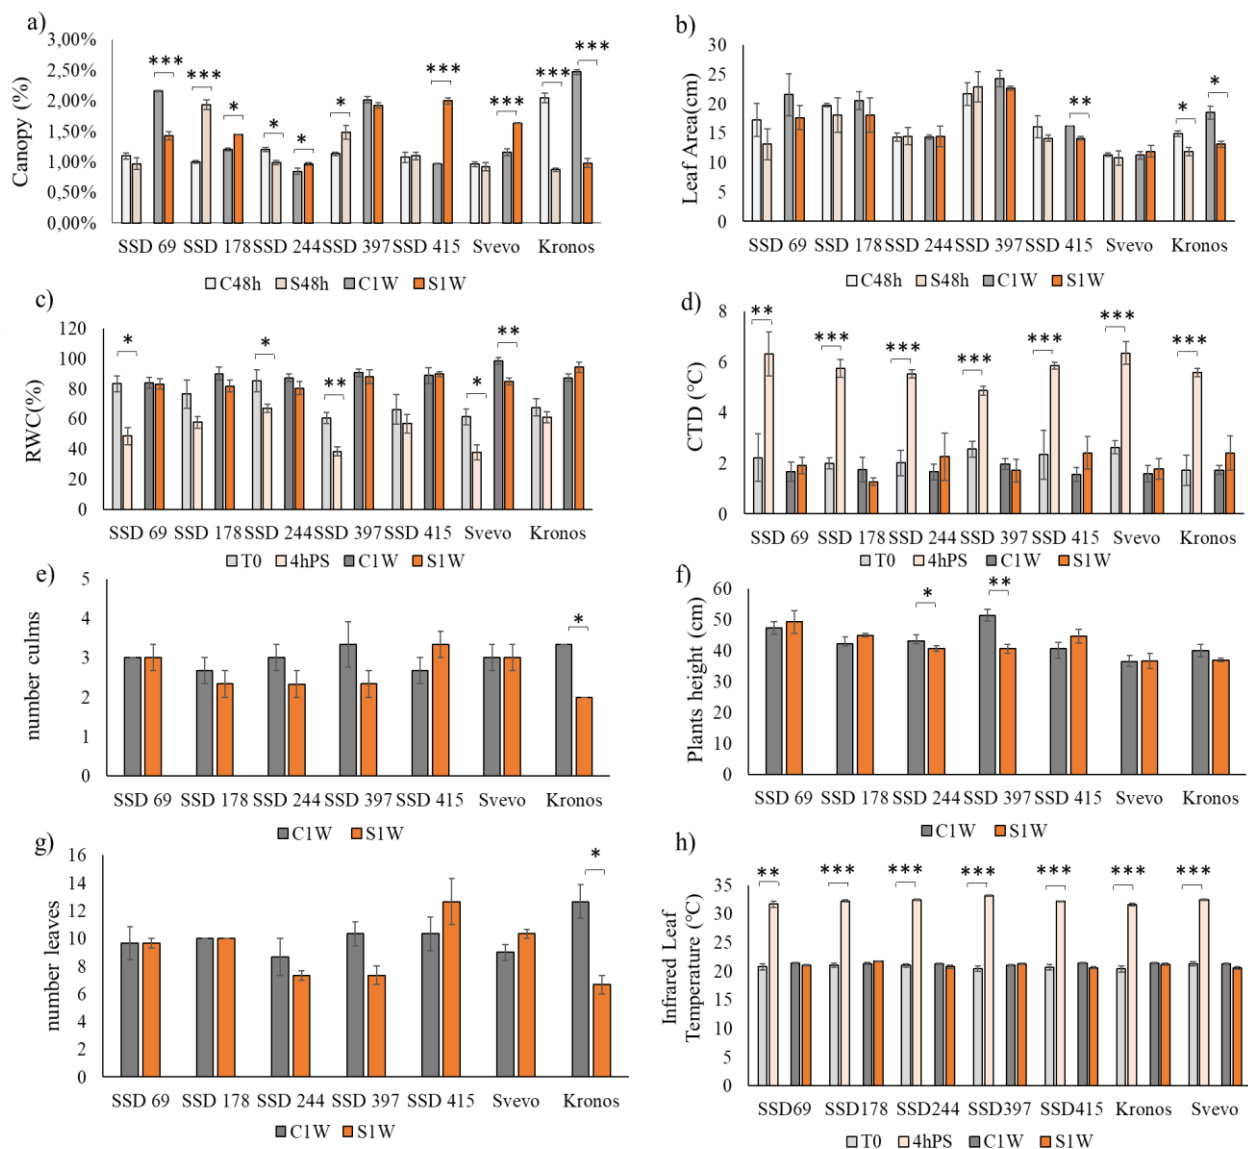 a)
Canopy (%)
3,00%
2,50%
2,00%
1,50%
1,00%
0,50%
0,00%
*** *** * * * * *** *** *** ***
SSD 69 SSD 178 SSD 244 SSD 397 SSD 415 Svevo Kronos
C48h S48h C1W S1W
b)
Leaf Area(cm)
30
25
20
15
10
5
0
** * *
SSD 69 SSD 178 SSD 244 SSD 397 SSD 415 Svevo Kronos
C48h S48h C1W S1W
c)
RWC(%)
120
100
80
60
40
20
0
* * ** * **
SSD 69 SSD 178 SSD 244 SSD 397 SSD 415 Svevo Kronos
T0 4hPS C1W S1W
d)
CTD (°C)
8
6
4
2
0
** *** *** *** *** *** ***
SSD 69 SSD 178 SSD 244 SSD 397 SSD 415 Svevo Kronos
T0 4hPS C1W S1W
e)
number culms
5
4
3
2
1
0
*
SSD 69 SSD 178 SSD 244 SSD 397 SSD 415 Svevo Kronos
C1W S1W
f)
Plants height (cm)
60
50
40
30
20
10
0
* **
SSD 69 SSD 178 SSD 244 SSD 397 SSD 415 Svevo Kronos
C1W S1W
g)
number leaves
16
14
12
10
8
6
4
2
0
*
SSD 69 SSD 178 SSD 244 SSD 397 SSD 415 Svevo Kronos
C1W S1W
h)
Infrared Leaf
Temperature (°C)
35
30
25
20
15
10
5
0
** *** *** *** *** *** ***
SSD69 SSD178 SSD244 SSD397 SSD415 Kronos Svevo
T0 4hPS C1W S1W